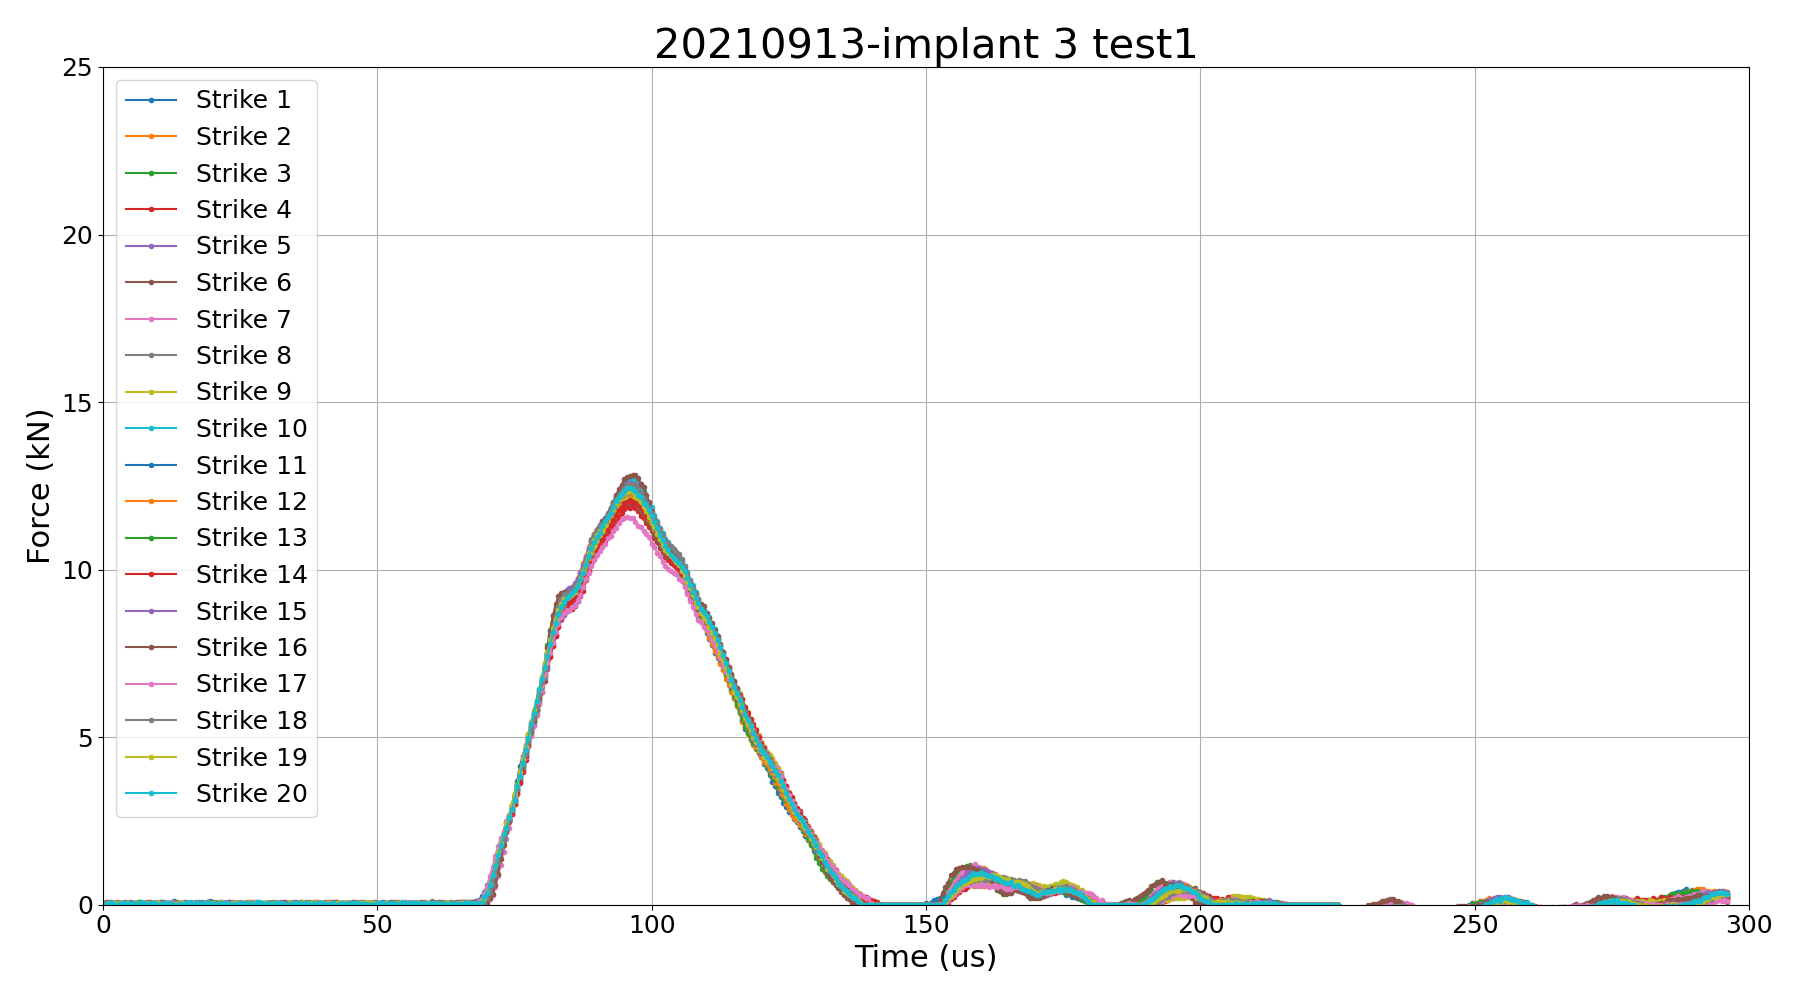 20210913-implant 3 test1
25
20
15
10
5
0
Force (kN)
Strike 1
Strike 2
Strike 3
Strike 4
Strike 5
Strike 6
Strike 7
Strike 8
Strike 9
Strike 10
Strike 11
Strike 12
Strike 13
Strike 14
Strike 15
Strike 16
Strike 17
Strike 18
Strike 19
Strike 20
0 50 100 150 200 250 300
Time (us)